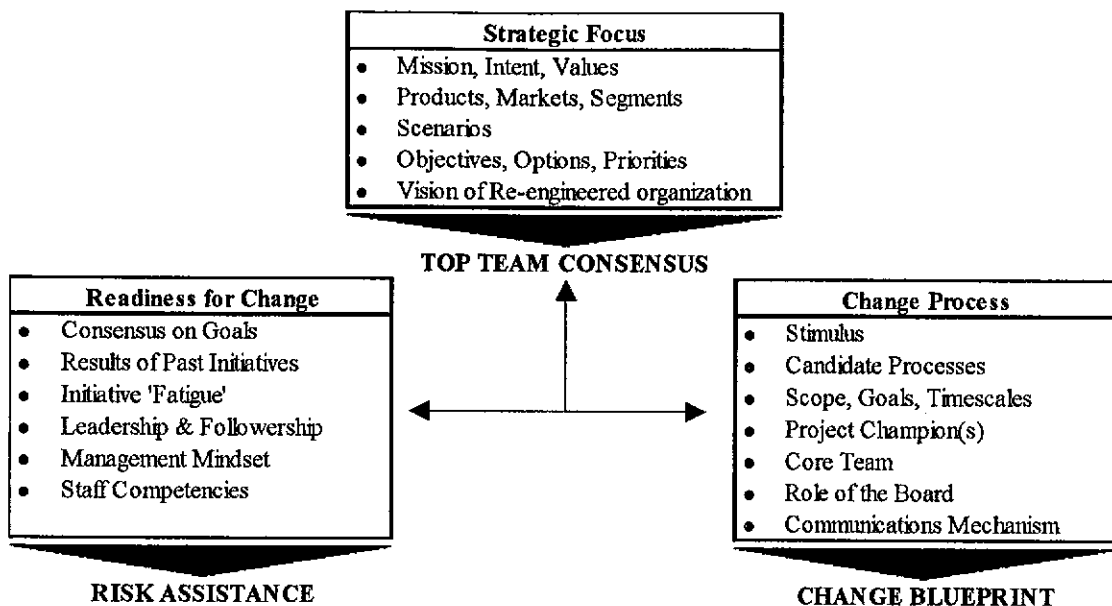 Strategic Focus
• Mission, Intent, Values
• Products, Markets, Segments
• Scenarios
• Objectives, Options, Priorities
• Vision of Re-engineered organization
TOP TEAM CONSENSUS
Readiness for Change
• Consensus on Goals
• Results of Past Initiatives
• Initiative 'Fatigue'
• Leadership & Followership
• Management Mindset
• Staff Competencies
RISK ASSISTANCE
Change Process
• Stimulus
• Candidate Processes
• Scope, Goals, Timescales
• Project Champion(s)
• Core Team
• Role of the Board
• Communications Mechanism
CHANGE BLUEPRINT